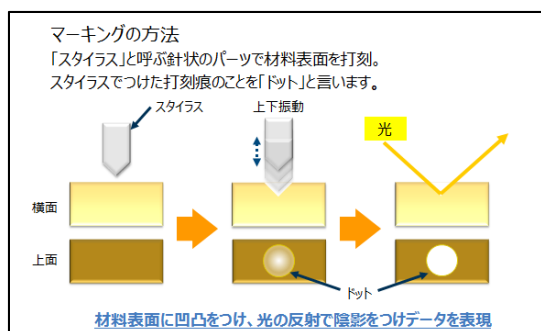 マーキングの方法
「スタイラス」と呼ぶ針状のパーツで材料表面を打刻。
スタイラスでつけた打刻痕のことを「ドット」と言います。
スタイラス
上下振動
光
横面
上面
ドット
材料表面に凹凸をつけ、光の反射で陰影をつけデータを表現